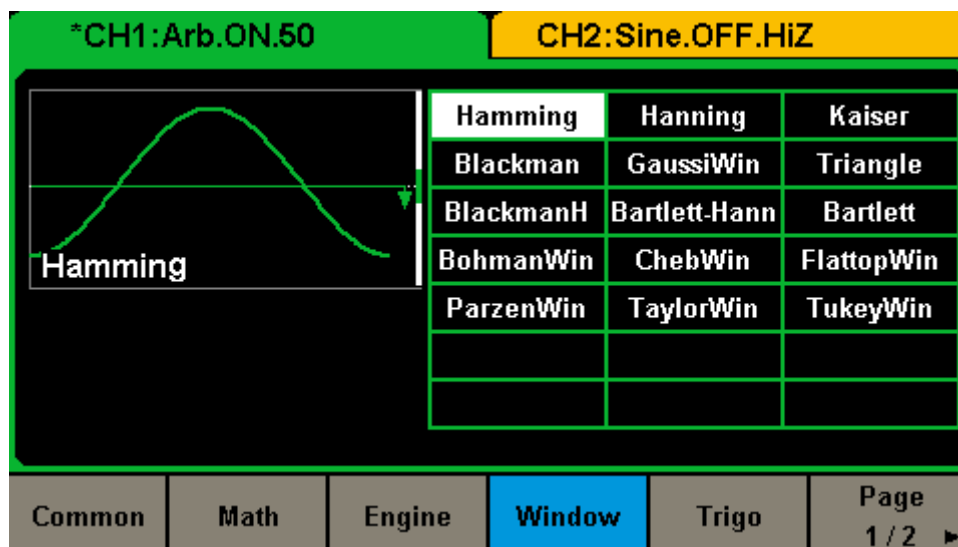 *CH1:Arb.ON.50
CH2:Sine.OFF.HiZ
Hamming
Hamming Hanning Kaiser
Blackman GaussiWin Triangle
BlackmanH Bartlett-Hann Bartlett
BohmanWin ChebWin FlattopWin
ParzenWin TaylorWin TukeyWin
Common Math Engine Window Trigo Page
1/2 ►